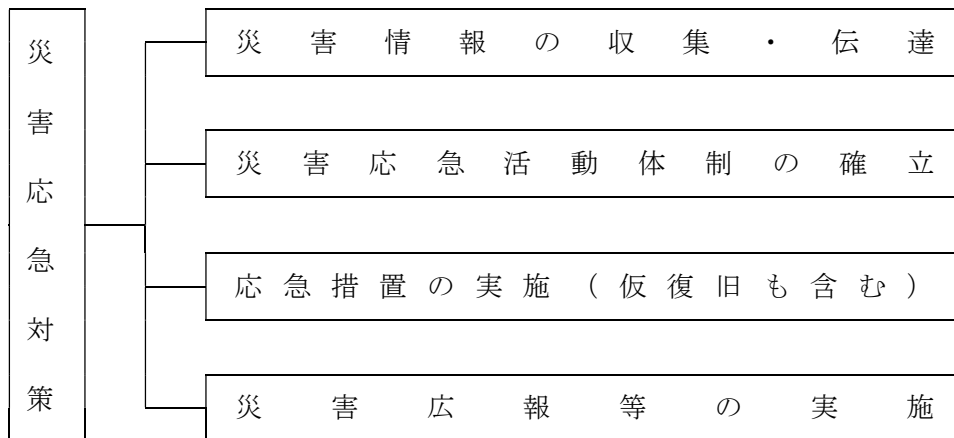 災害応急対策
災害情報の収集・伝達
災害応急活動体制の確立
応急措置の実施(仮復旧も含む)
災害広報等の実施